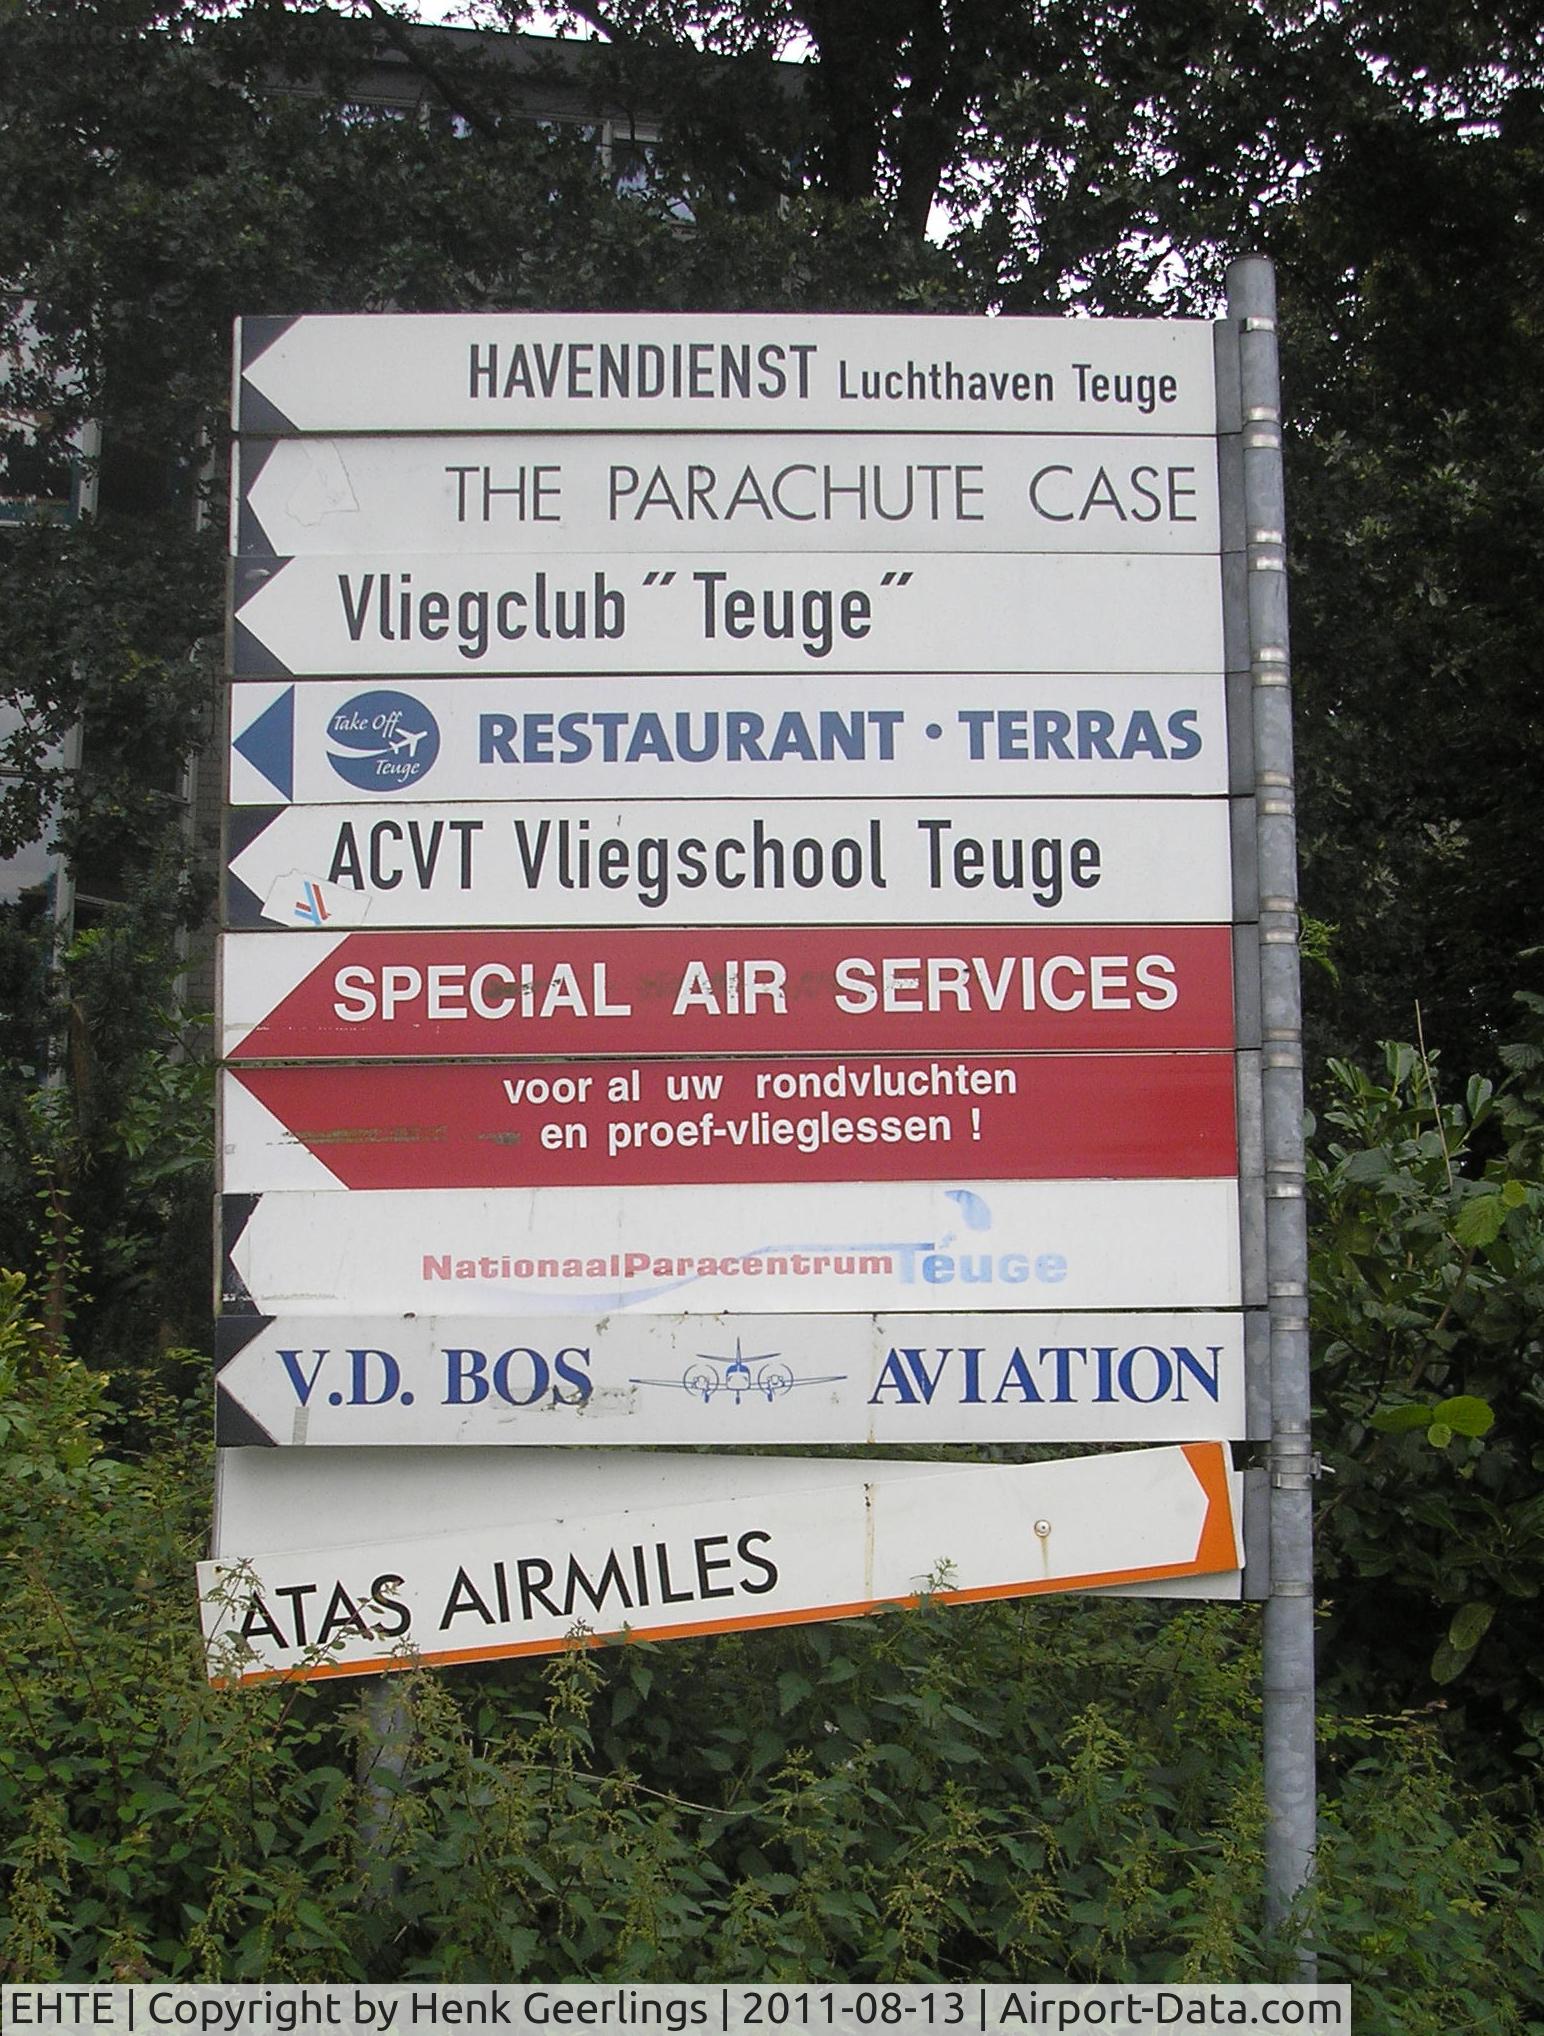 HAVENDIENST Luchthaven Teuge
THE PARACHUTE CASE
Vliegclub "Teuge"
Take Off
Teuge
RESTAURANT • TERRAS
ACVT Vliegschool Teuge
SPECIAL AIR SERVICES
voor al uw rondvluchten
en proef-vlieglessen !
NationaalParacentrumTeuge
V.D. BOS AVIATION
ATAS AIRMILES
EHTE | Copyright by Henk Geerlings | 2011-08-13 | Airport-Data.com